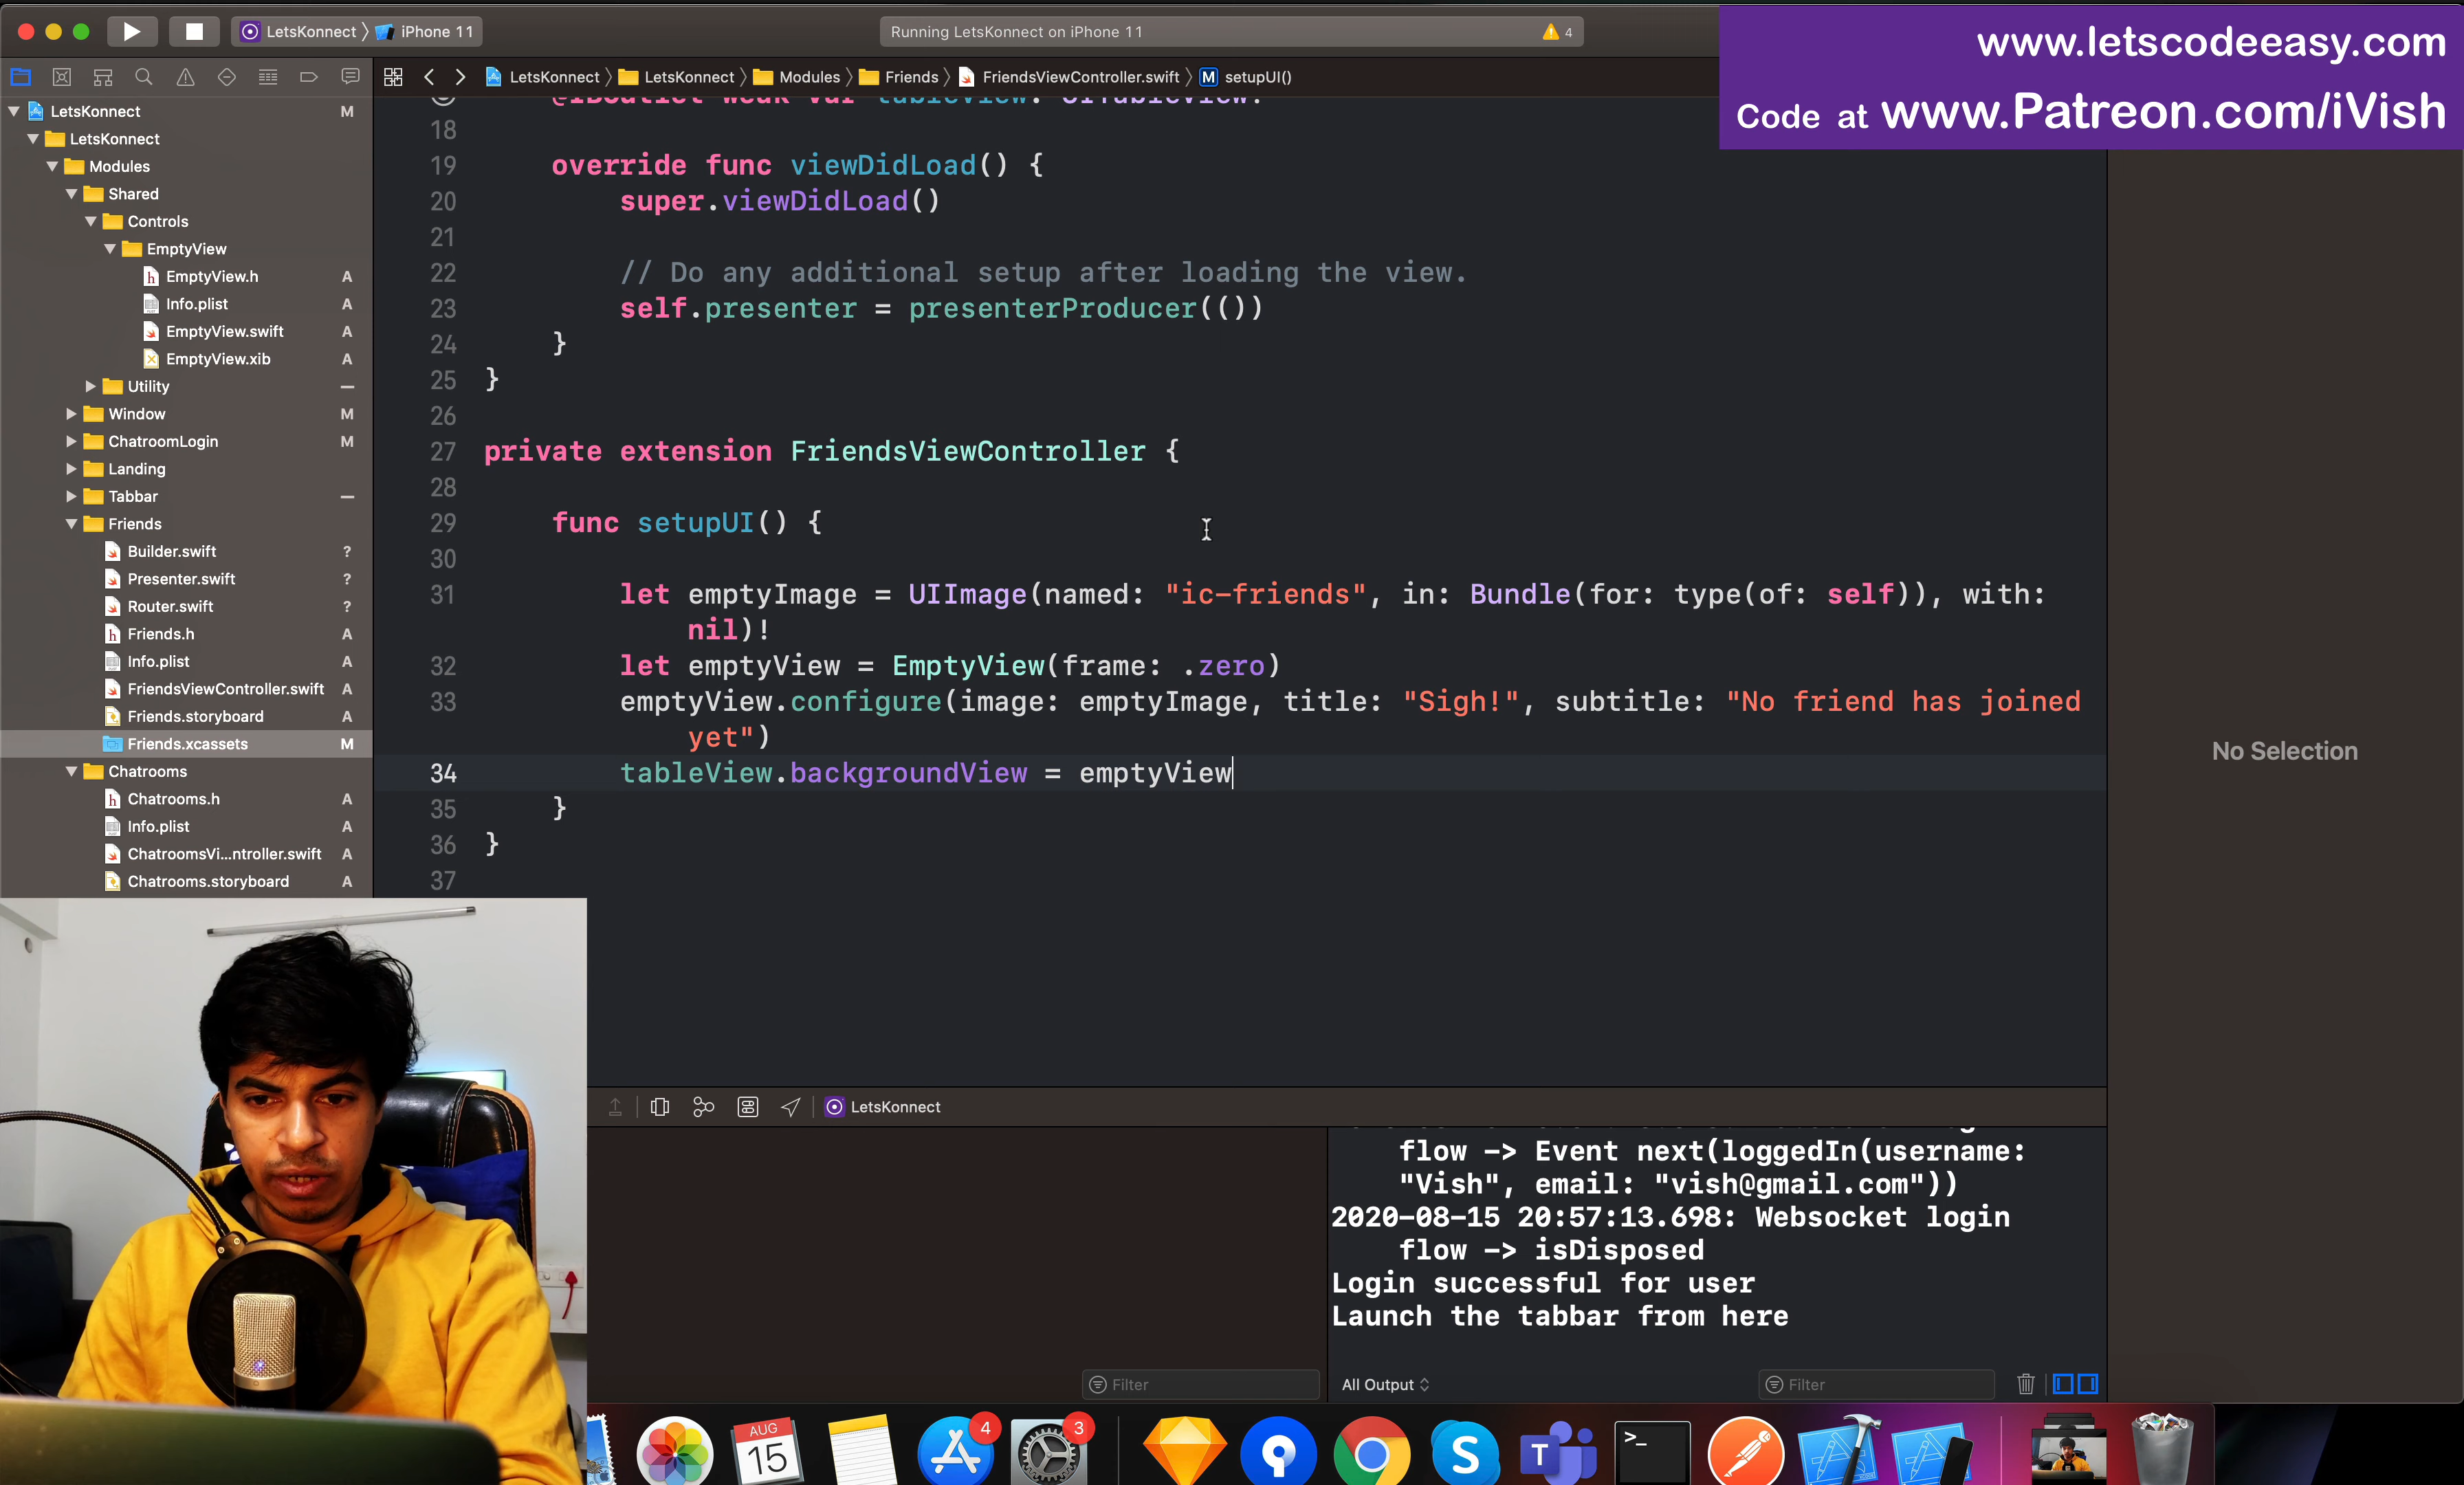 LetsKonnect
iPhone 11
Running LetsKonnect on iPhone 11
4
www.letscodeeasy.com
Code at www.Patreon.com/iVish
LetsKonnect
LetsKonnect
Modules
Friends
FriendsViewController.swift
M
setupUI()
LetsKonnect M
LetsKonnect
Modules
Shared
Controls
EmptyView
h EmptyView.h A
Info.plist A
EmptyView.swift A
EmptyView.xib A
Utility
Window M
ChatroomLogin M
Landing
Tabbar
Friends
Builder.swift ?
Presenter.swift ?
Router.swift ?
h Friends.h A
Info.plist A
FriendsViewController.swift A
Friends.storyboard A
Friends.xcassets M
Chatrooms
h Chatrooms.h A
Info.plist A
ChatroomsVi...ntroller.swift A
Chatrooms.storyboard A
@IBOutlet weak var tableView: UITableView!
18
19 override func viewDidLoad() {
20 super.viewDidLoad()
21
22 // Do any additional setup after loading the view.
23 self.presenter = presenterProducer(())
24 }
25 }
26
27 private extension FriendsViewController {
28
29 func setupUI() {
30
31 let emptyImage = UIImage(named: "ic-friends", in: Bundle(for: type(of: self)), with:
nil)!
32 let emptyView = EmptyView(frame: .zero)
33 emptyView.configure(image: emptyImage, title: "Sigh!", subtitle: "No friend has joined
yet")
34 tableView.backgroundView = emptyView
35 }
36 }
37
No Selection
LetsKonnect
flow -> Event next(loggedIn(username:
"Vish", email: "vish@gmail.com"))
2020-08-15 20:57:13.698: Websocket login
flow -> isDisposed
Login successful for user
Launch the tabbar from here
Filter
All Output
Filter
AUG
15
4
3
S
T
>_